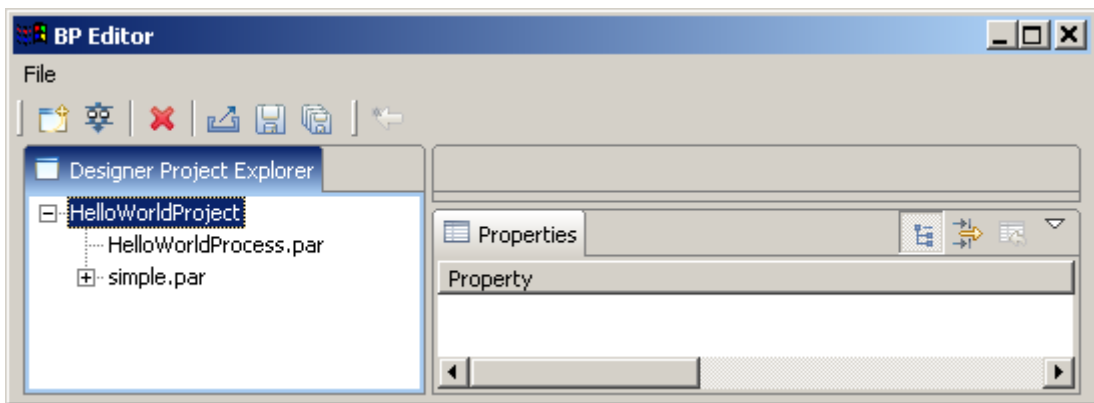 BP Editor
File
Designer Project Explorer
HelloWorldProject
HelloWorldProcess.par
simple.par
Properties
Property